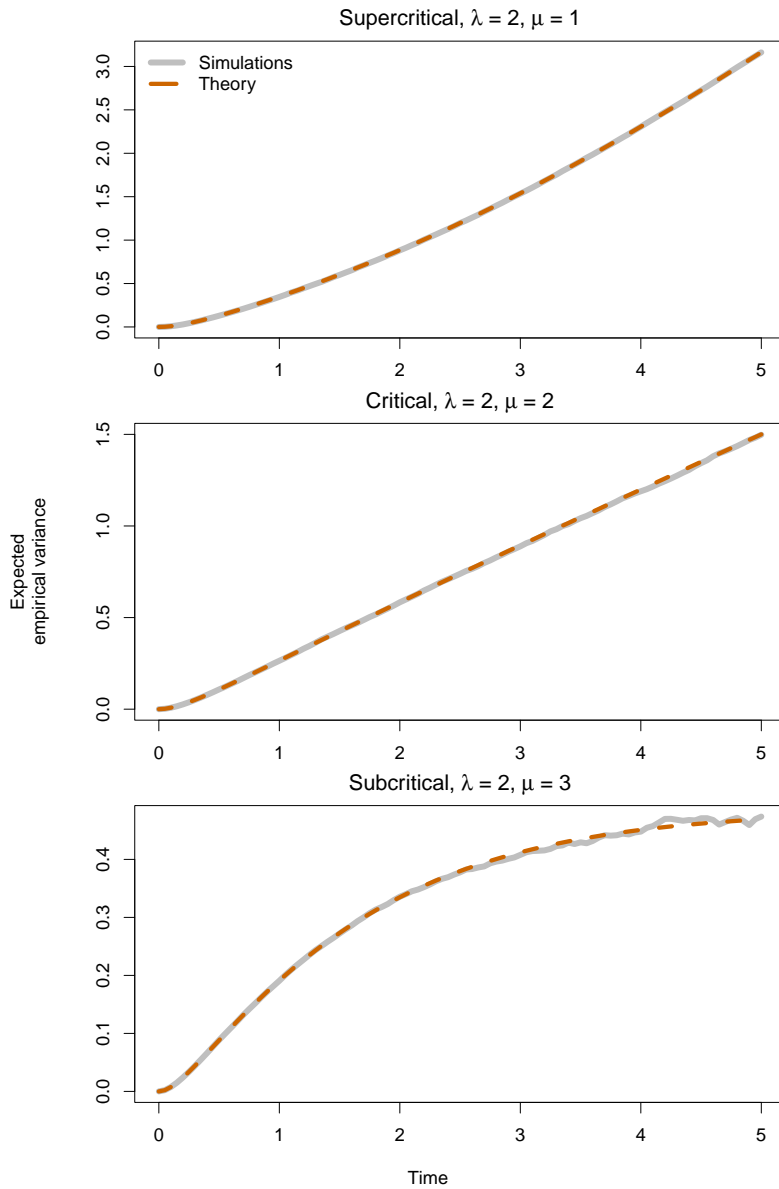 Supercritical, λ = 2, μ = 1
Simulations
Theory
3.0
2.5
2.0
1.5
1.0
0.5
0.0
0 1 2 3 4 5
Critical, λ = 2, μ = 2
Expected
empirical variance
1.5
1.0
0.5
0.0
0 1 2 3 4 5
Subcritical, λ = 2, μ = 3
0.4
0.3
0.2
0.1
0.0
0 1 2 3 4 5
Time